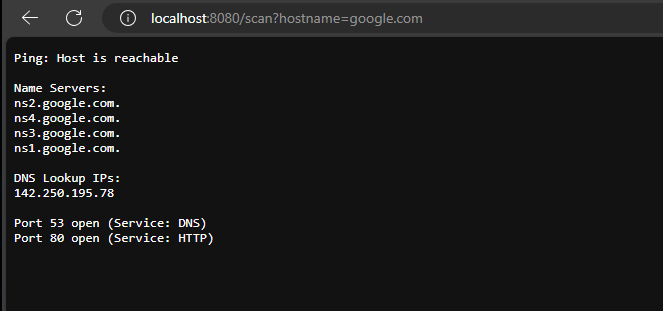 localhost:8080/scan?hostname=google.com
Ping: Host is reachable
Name Servers:
ns2.google.com.
ns4.google.com.
ns3.google.com.
ns1.google.com.
DNS Lookup IPs:
142.250.195.78
Port 53 open (Service: DNS)
Port 80 open (Service: HTTP)